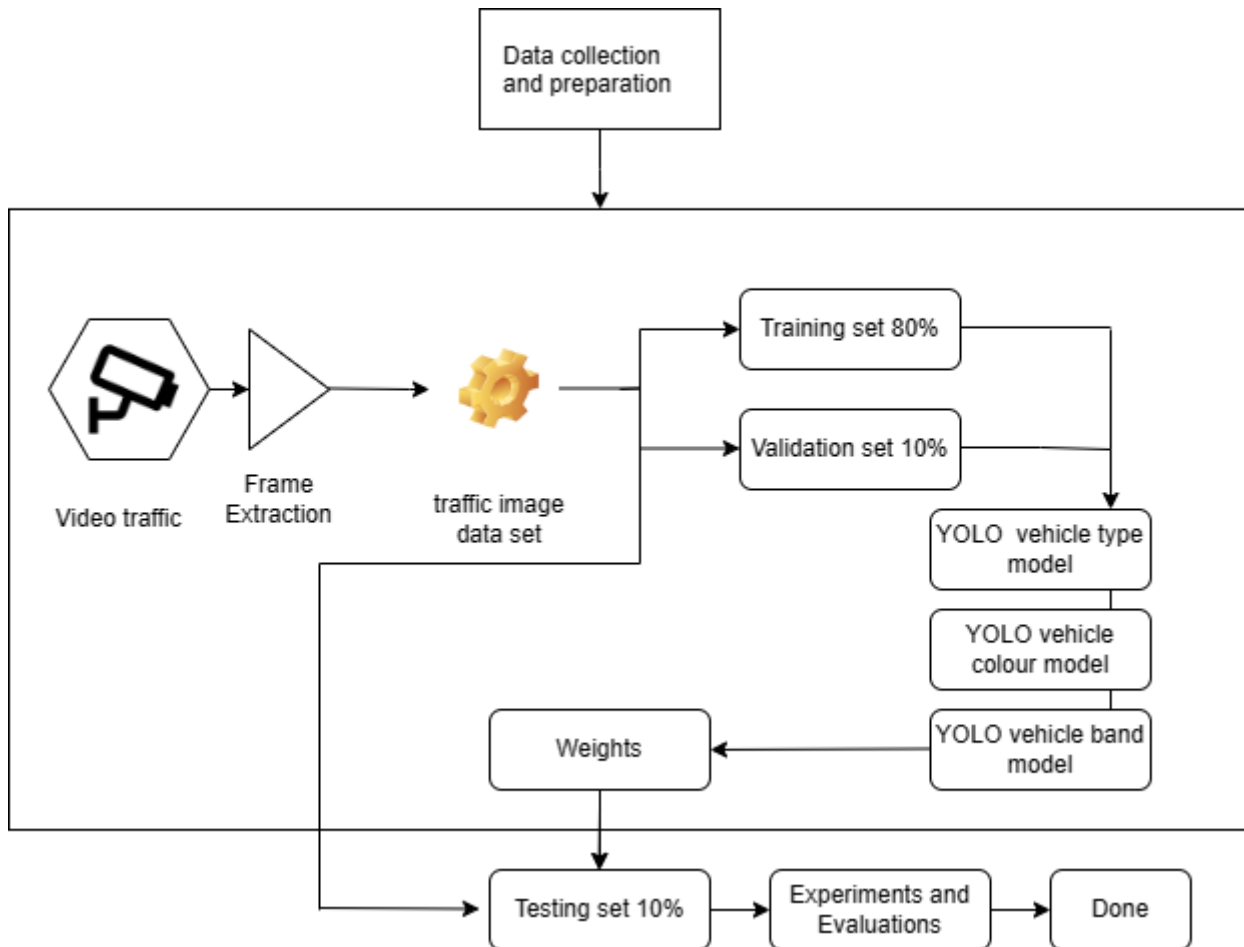 Data collection
and preparation
Training set 80%
Validation set 10%
Video traffic
Frame
Extraction
traffic image
data set
YOLO vehicle type
model
YOLO vehicle
colour model
YOLO vehicle band
model
Weights
Testing set 10%
Experiments and
Evaluations
Done